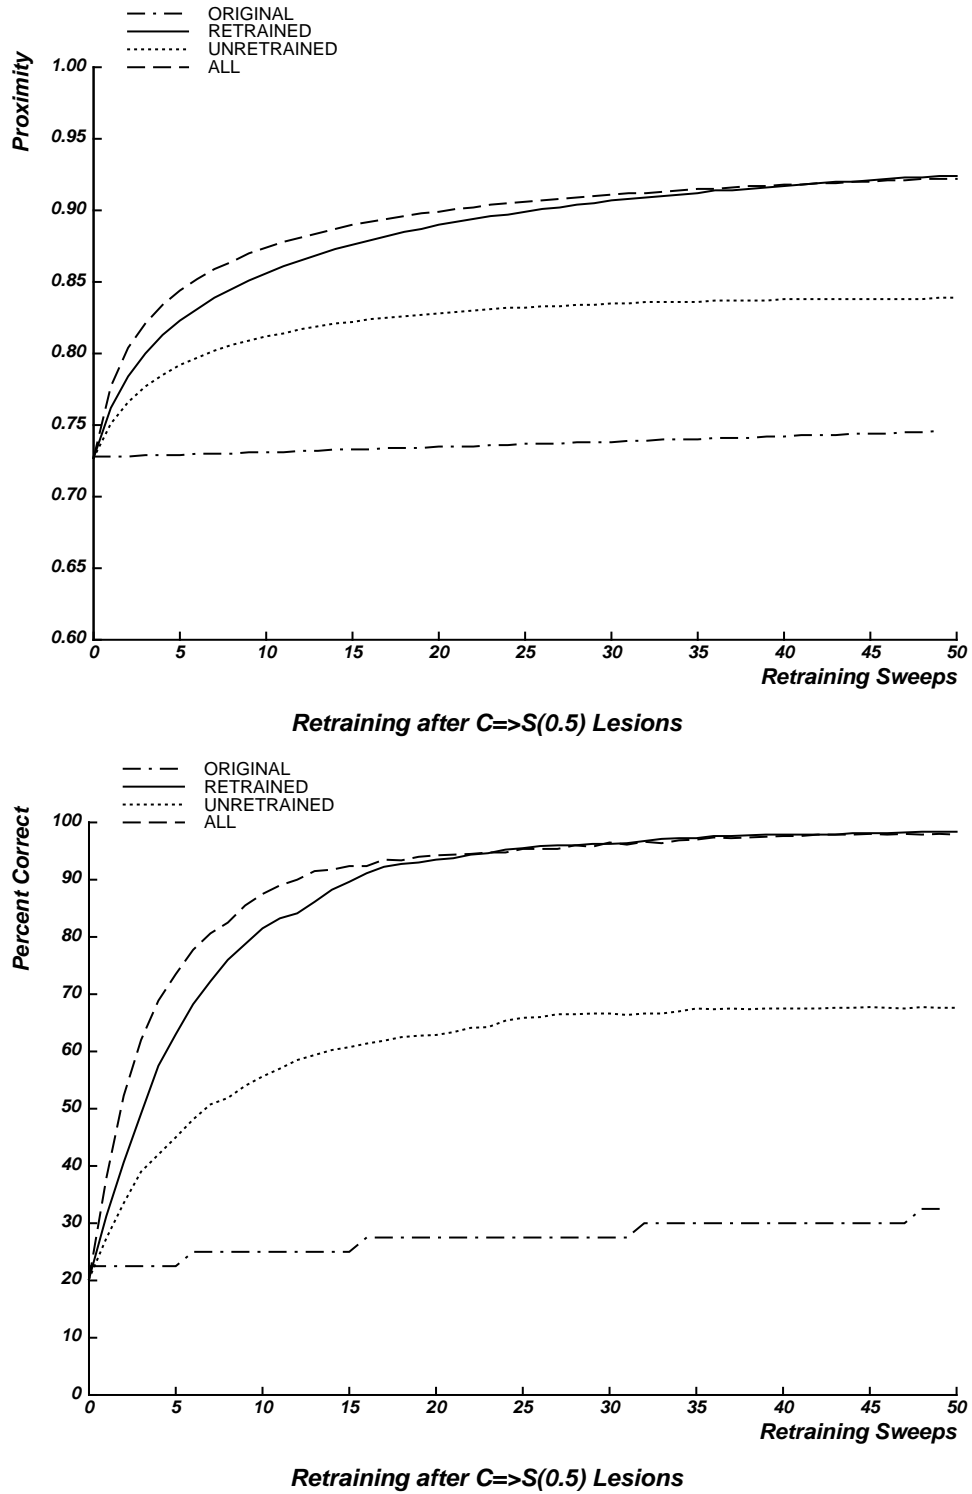 ORIGINAL
RETRAINED
UNRETRAINED
ALL
Proximity
1.00
0.95
0.90
0.85
0.80
0.75
0.70
0.65
0.60
0 5 10 15 20 25 30 35 40 45 50
Retraining Sweeps
Retraining after C=>S(0.5) Lesions
ORIGINAL
RETRAINED
UNRETRAINED
ALL
Percent Correct
100
90
80
70
60
50
40
30
20
10
0
0 5 10 15 20 25 30 35 40 45 50
Retraining Sweeps
Retraining after C=>S(0.5) Lesions